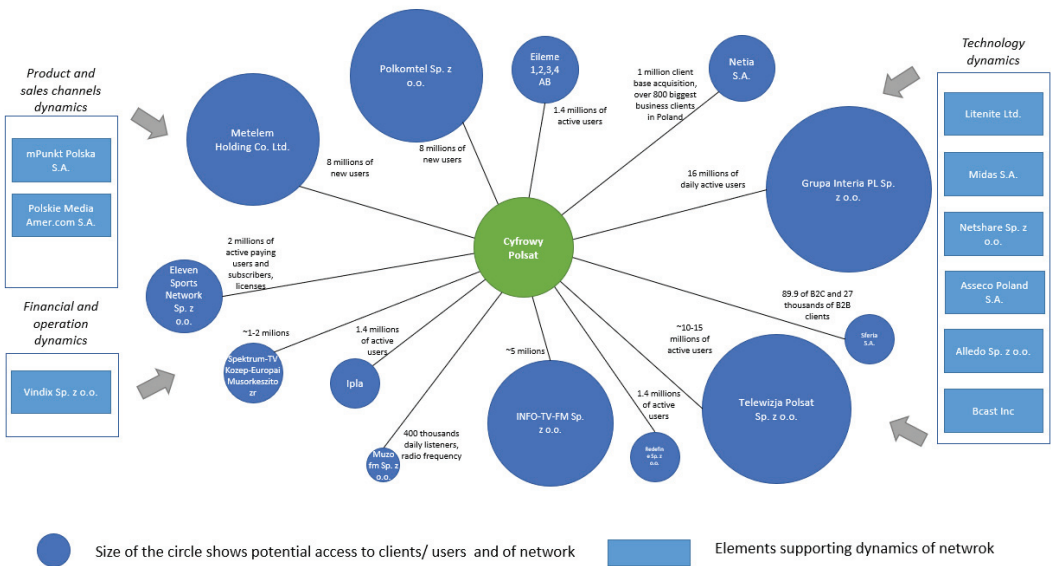 Product and
sales channels
dynamics
mPunkt Polska
S.A.
Polskie Media
Amer.com S.A.
Financial and
operation
dynamics
Vindix Sp. z o.o.
Metelem
Holding Co. Ltd.
8 millions of
new users
Polkomtel Sp. z
o.o.
8 millions of
new users
Eileme
1,2,3,4
AB
1.4 millions of
active users
Netia
S.A.
1 million client
base acquisition,
over 800 biggest
business clients
in Poland
Grupa Interia PL Sp.
z o.o.
16 millions of
daily active users
Cyfrowy
Polsat
Eleven
Sports
Network
Sp. z
o.o.
2 millions of
active paying
users and
subscribers,
licenses
Spektrum-TV
Kozep-Europai
Musorkeszito
zr
~1-2 milions
Ipla
1.4 millions
of active
users
Muzo
fm Sp. z
o.o.
400 thousands
daily listeners,
radio frequency
INFO-TV-FM Sp.
z o.o.
~5 milions
Redefin
e Sp. z
o.o.
1.4 millions
of active
users
Telewizja Polsat
Sp. z o.o.
~10-15
millions of
active users
Sferia
S.A.
89.9 of B2C and 27
thousands of B2B
clients
Technology
dynamics
Litenite Ltd.
Midas S.A.
Netshare Sp. z
o.o.
Asseco Poland
S.A.
Alledo Sp. z o.o.
Bcast Inc
Size of the circle shows potential access to clients/ users and of network
Elements supporting dynamics of netwrok